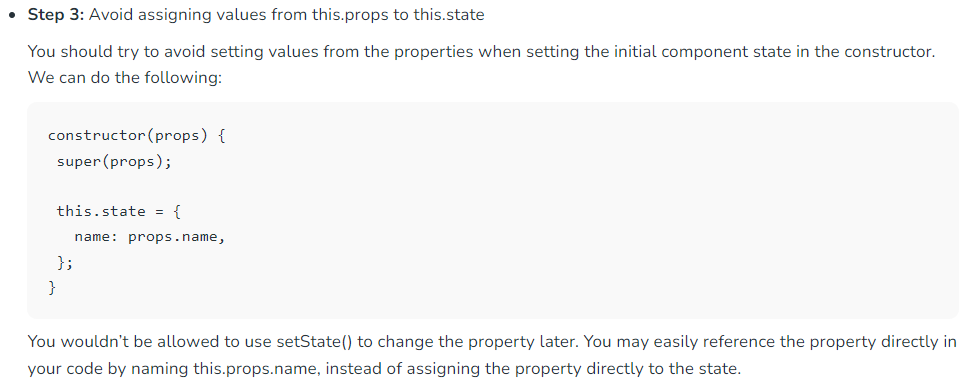 • Step 3: Avoid assigning values from this.props to this.state
You should try to avoid setting values from the properties when setting the initial component state in the constructor.
We can do the following:
constructor(props) {
 super(props);

 this.state = {
   name: props.name,
 };
}
You wouldn’t be allowed to use setState() to change the property later. You may easily reference the property directly in
your code by naming this.props.name, instead of assigning the property directly to the state.